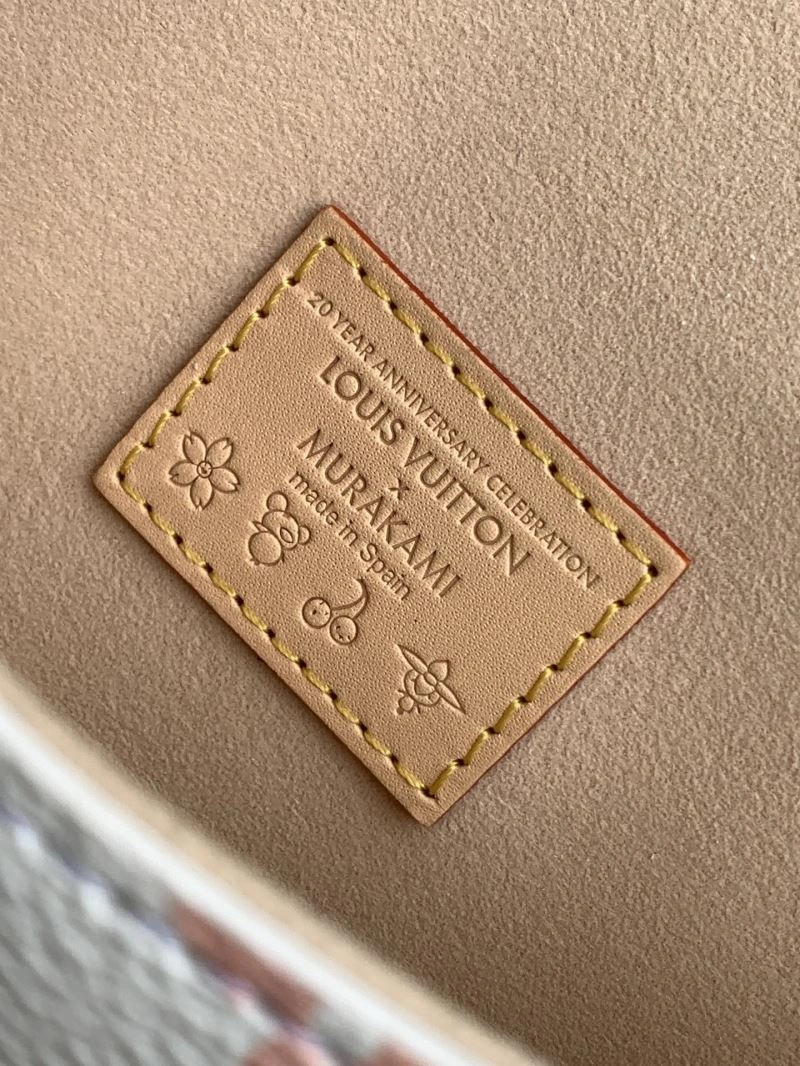 20 YEAR ANNIVERSARY CELEBRATION
LOUIS VUITTON
×
MURAKAMI
made in Spain